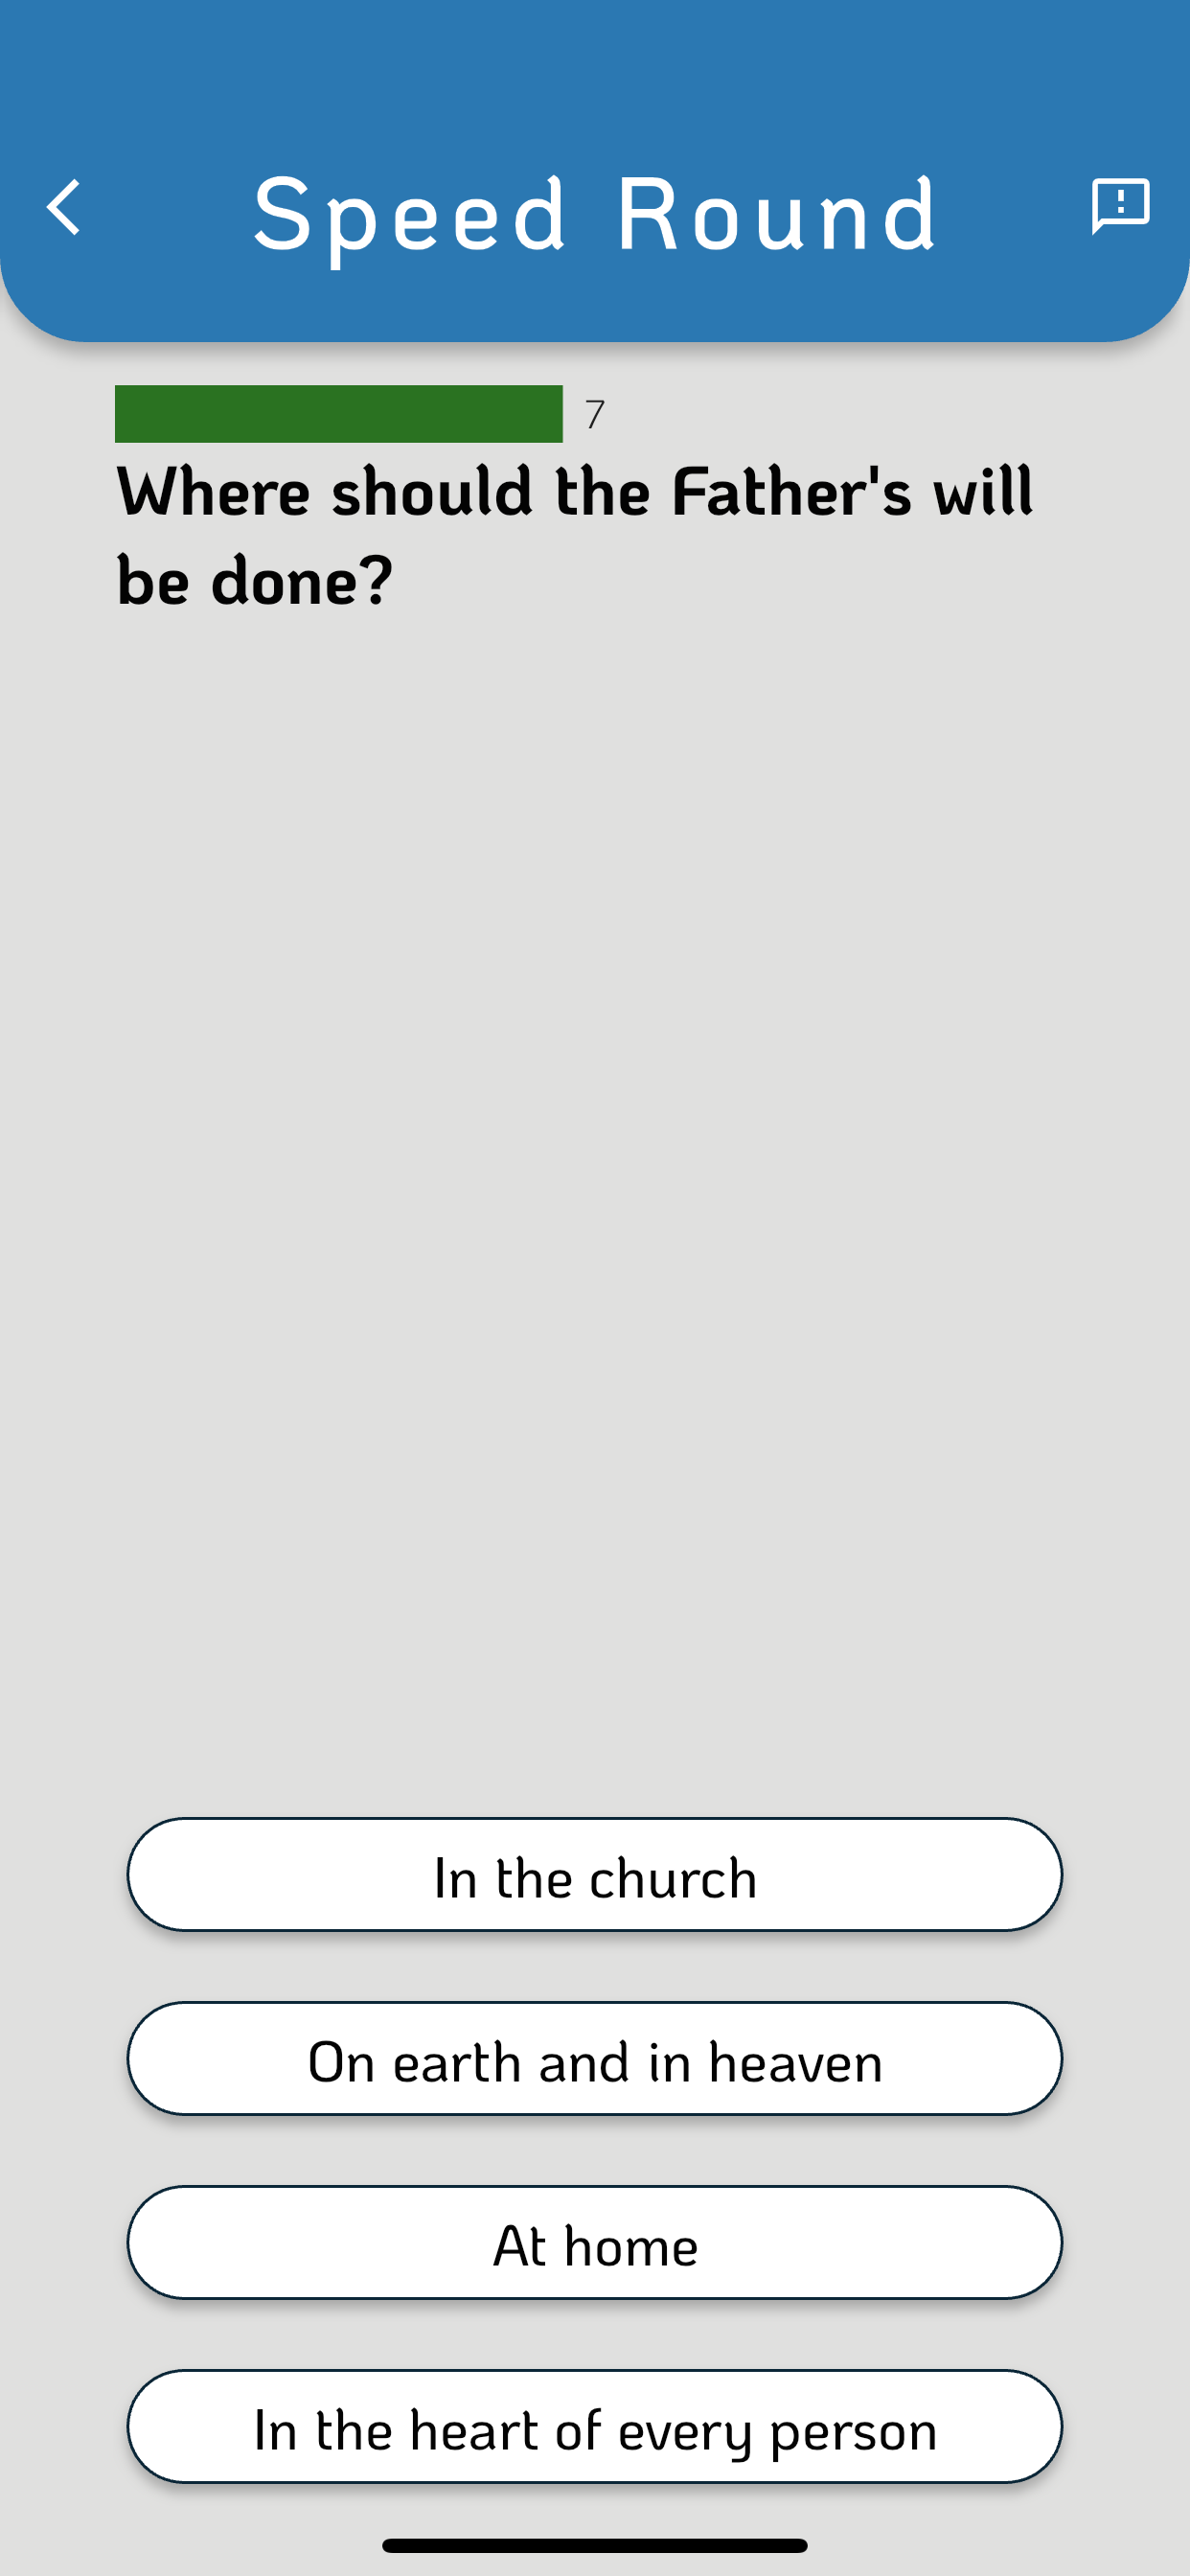 Speed Round
7
Where should the Father's will
be done?
In the church
On earth and in heaven
At home
In the heart of every person